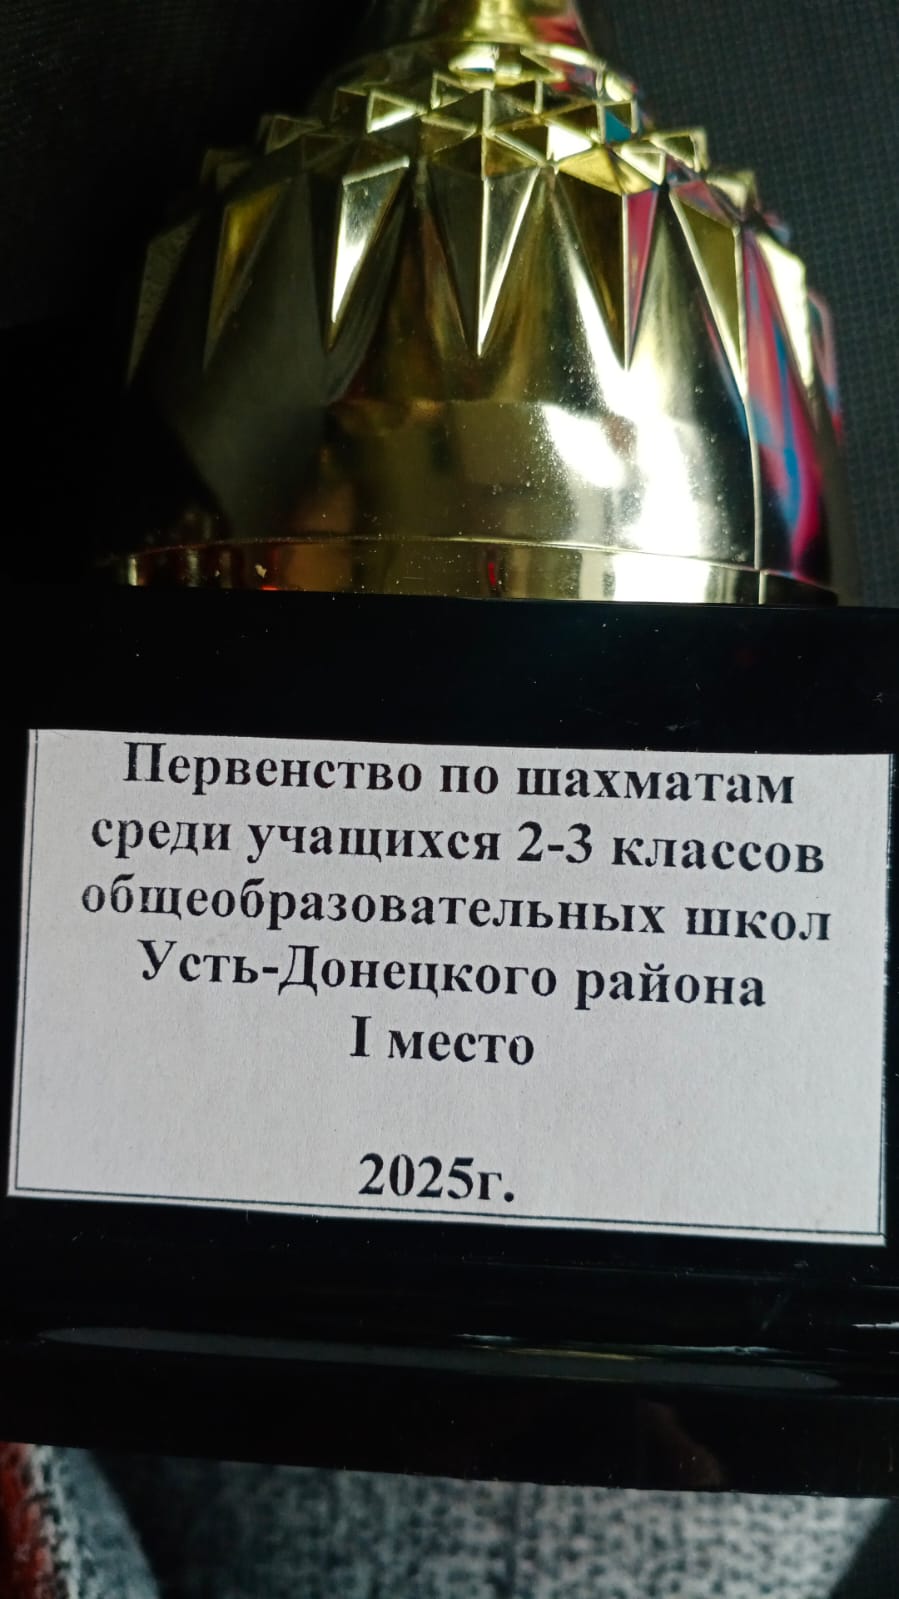 Первенство по шахматам
среди учащихся 2-3 классов
общеобразовательных школ
Усть-Донецкого района
I место
2025г.